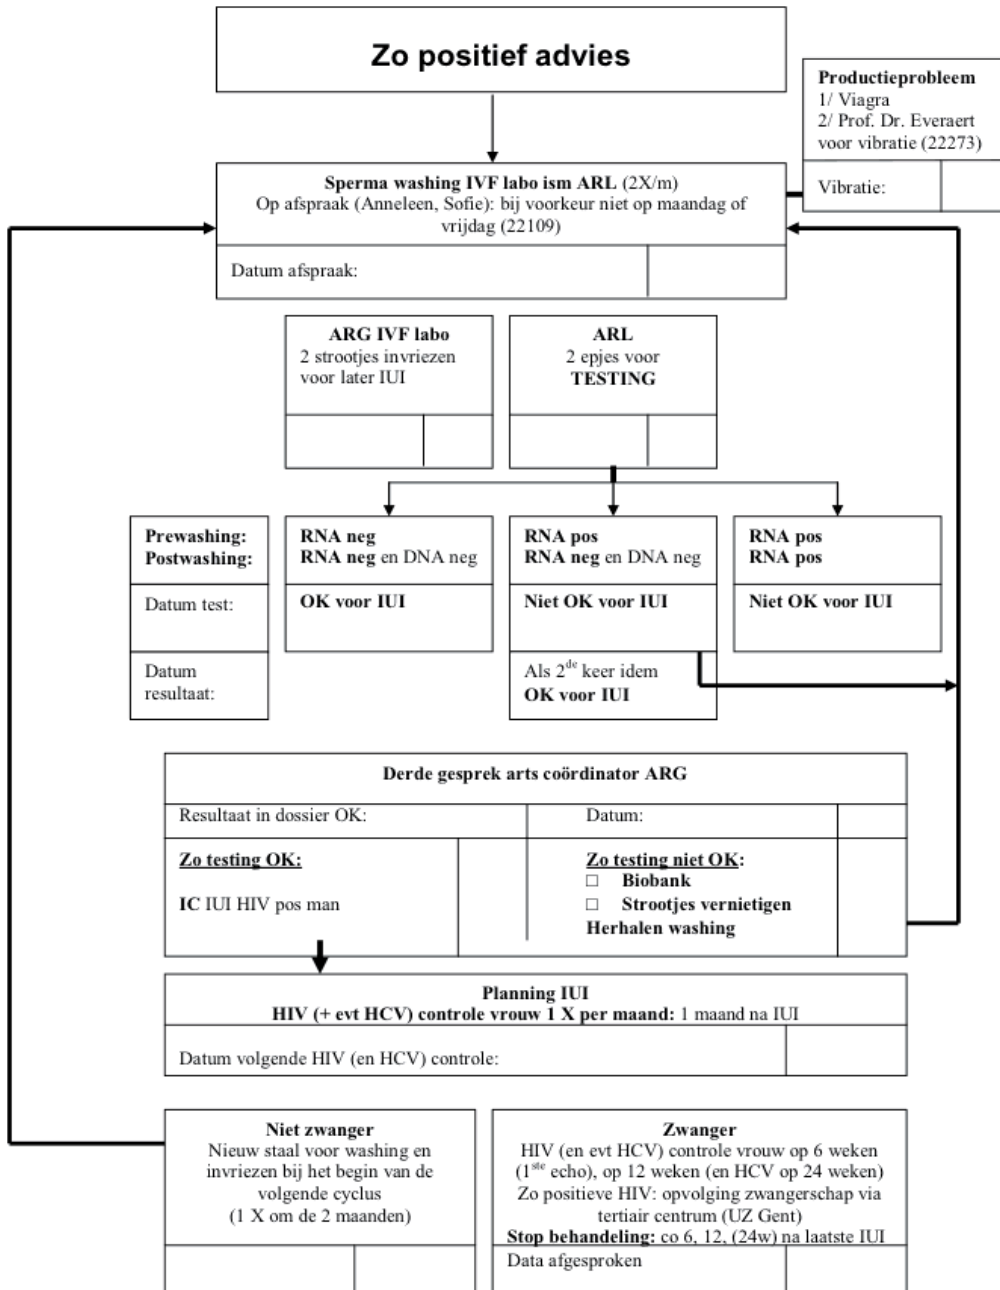 Zo positief advies
Productieprobleem
1/ Viagra
2/ Prof. Dr. Everaert
voor vibratie (22273)
Vibratie:
Sperma washing IVF labo ism ARL (2X/m)
Op afspraak (Anneleen, Sofie): bij voorkeur niet op maandag of
vrijdag (22109)
Datum afspraak:
ARG IVF labo
2 strootjes invriezen
voor later IUI
ARL
2 epjes voor
TESTING
Prewashing:
Postwashing:
Datum test:
Datum
resultaat:
RNA neg
RNA neg en DNA neg
OK voor IUI
RNA pos
RNA neg en DNA neg
Niet OK voor IUI
Als 2de keer idem
OK voor IUI
RNA pos
RNA pos
Niet OK voor IUI
Derde gesprek arts coördinator ARG
Resultaat in dossier OK:
Datum:
Zo testing OK:
IC IUI HIV pos man
Zo testing niet OK:
□ Biobank
□ Strootjes vernietigen
Herhalen washing
Planning IUI
HIV (+ evt HCV) controle vrouw 1 X per maand: 1 maand na IUI
Datum volgende HIV (en HCV) controle:
Niet zwanger
Nieuw staal voor washing en
invriezen bij het begin van de
volgende cyclus
(1 X om de 2 maanden)
Zwanger
HIV (en evt HCV) controle vrouw op 6 weken
(1ste echo), op 12 weken (en HCV op 24 weken)
Zo positieve HIV: opvolging zwangerschap via
tertiair centrum (UZ Gent)
Stop behandeling: co 6, 12, (24w) na laatste IUI
Data afgesproken